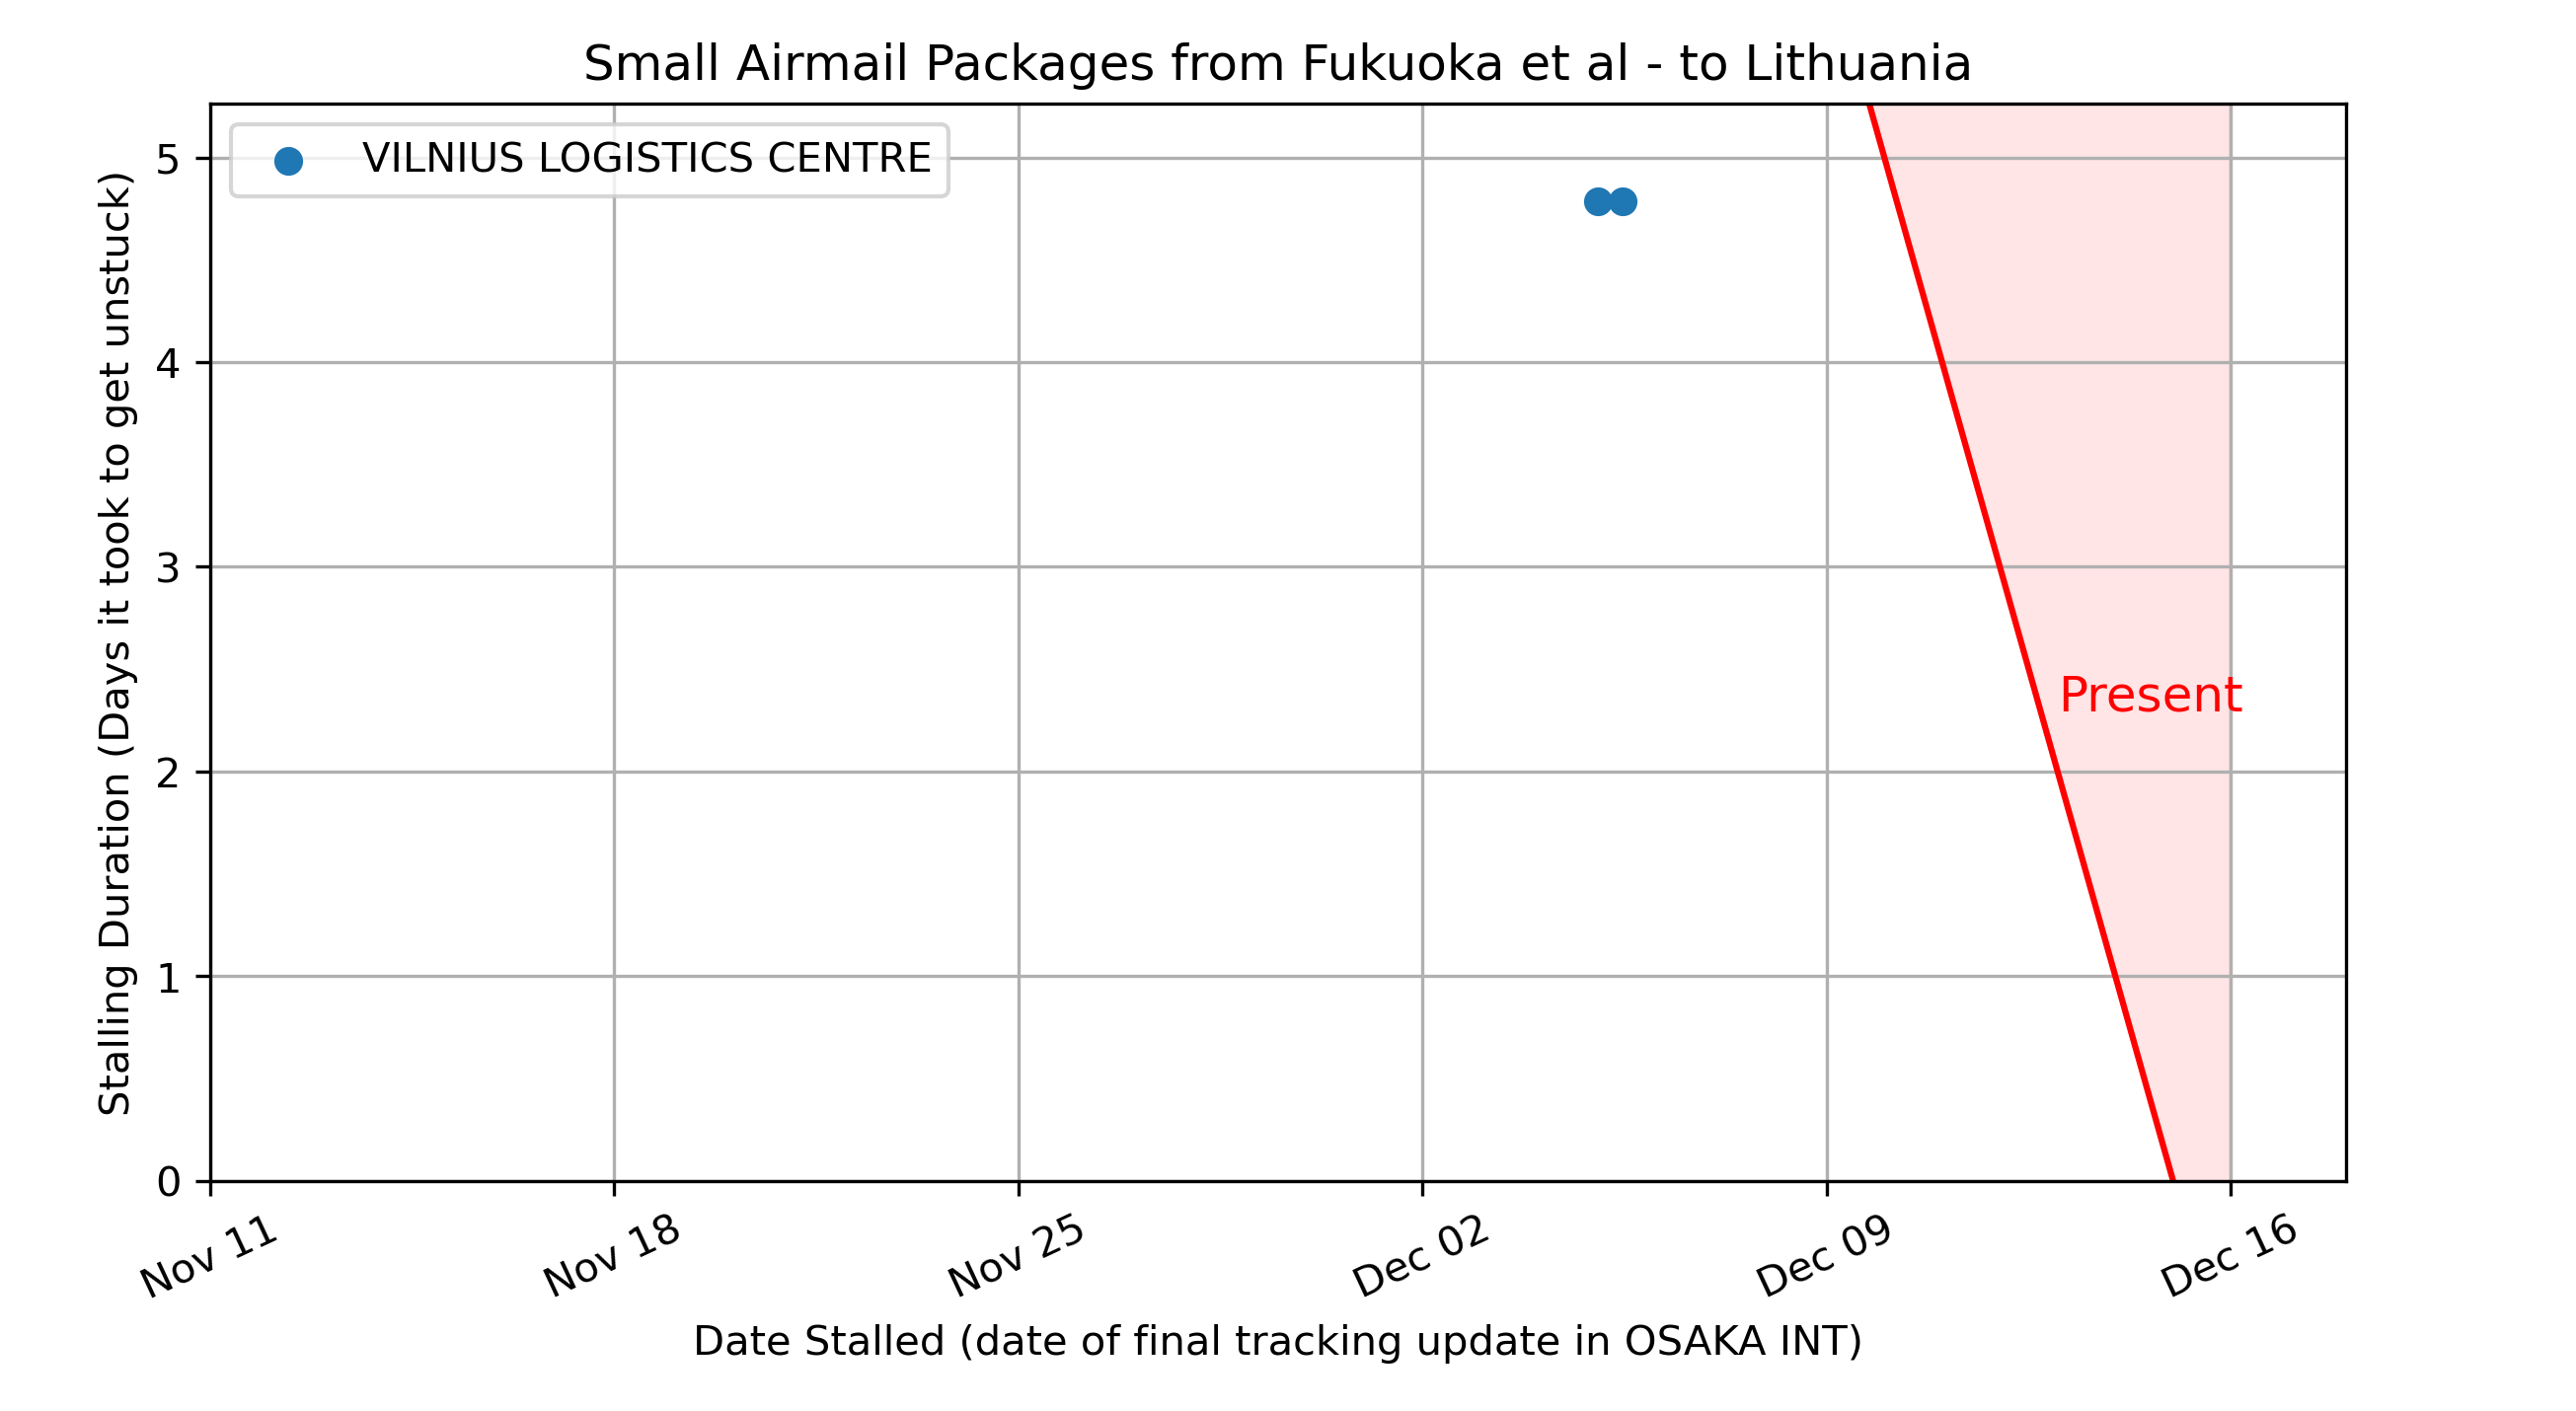 Small Airmail Packages from Fukuoka et al - to Lithuania
VILNIUS LOGISTICS CENTRE
Stalling Duration (Days it took to get unstuck)
5
4
3
2
1
0
Present
Nov 11
Nov 18
Nov 25
Dec 02
Dec 09
Dec 16
Date Stalled (date of final tracking update in OSAKA INT)